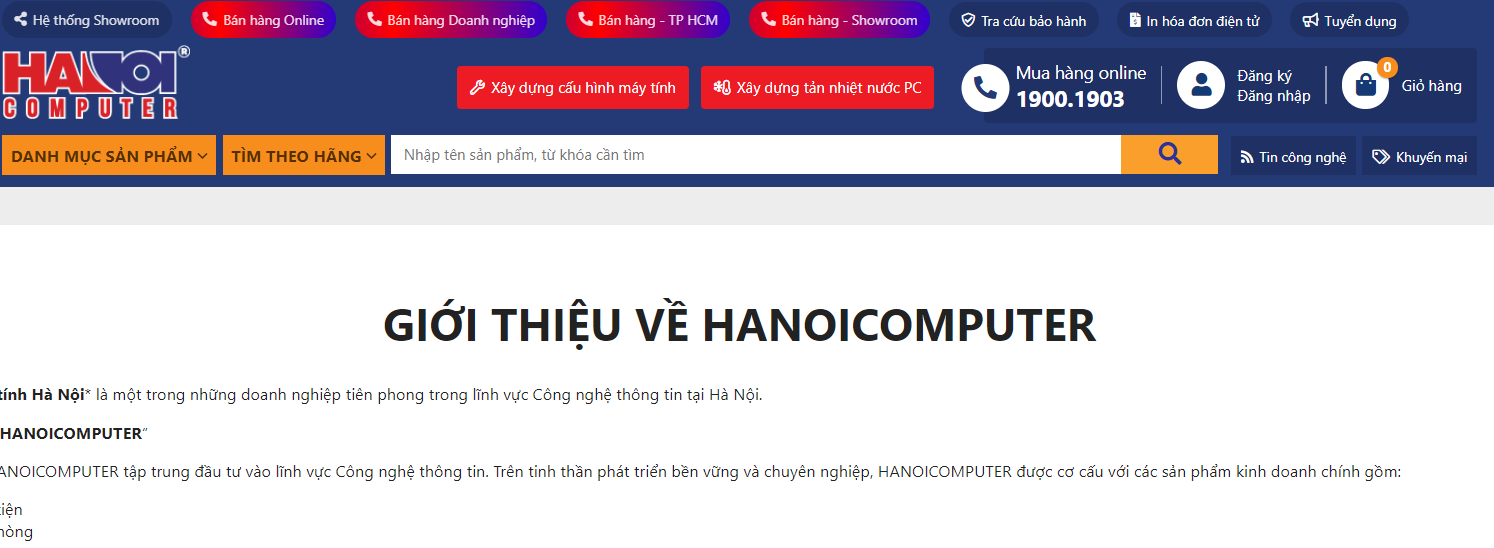 Hệ thống Showroom
Bán hàng Online
Bán hàng Doanh nghiệp
Bán hàng - TP HCM
Bán hàng - Showroom
Tra cứu bảo hành
In hóa đơn điện tử
Tuyển dụng
HANOI®
COMPUTER
Xây dựng cấu hình máy tính
Xây dựng tản nhiệt nước PC
Mua hàng online
1900.1903
Đăng ký
Đăng nhập
0
Giỏ hàng
DANH MỤC SẢN PHẨM
TÌM THEO HÃNG
Nhập tên sản phẩm, từ khóa cần tìm
Tin công nghệ
Khuyến mại
GIỚI THIỆU VỀ HANOICOMPUTER
tính Hà Nội* là một trong những doanh nghiệp tiên phong trong lĩnh vực Công nghệ thông tin tại Hà Nội.
HANOICOMPUTER”
ANOICOMPUTER tập trung đầu tư vào lĩnh vực Công nghệ thông tin. Trên tinh thần phát triển bền vững và chuyên nghiệp, HANOICOMPUTER được cơ cấu với các sản phẩm kinh doanh chính gồm: